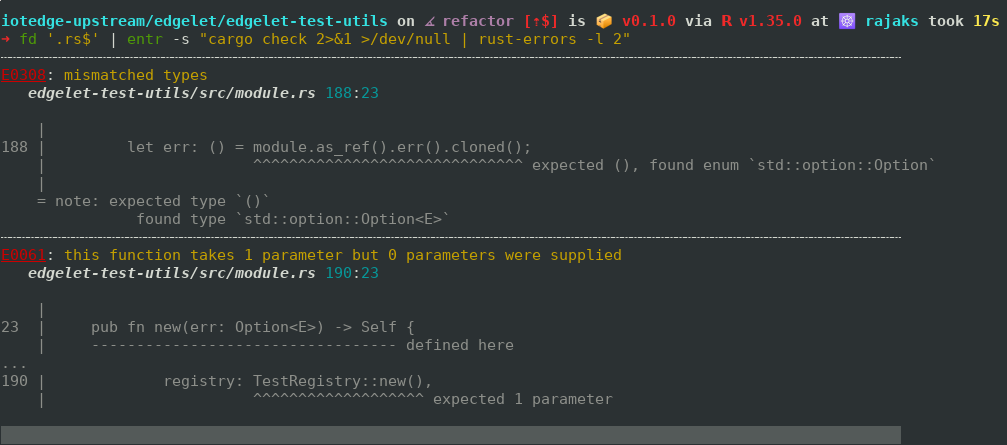 iotedge-upstream/edgelet/edgelet-test-utils on refactor [⇡$] is 📦 v0.1.0 via R v1.35.0 at ☸ rajaks took 17s
➜ fd '.rs$' | entr -s "cargo check 2>&1 >/dev/null | rust-errors -l 2"
E0308: mismatched types
   edgelet-test-utils/src/module.rs 188:23
    |
188 |         let err: () = module.as_ref().err().cloned();
    |                       ^^^^^^^^^^^^^^^^^^^^^^^^^^^^^^ expected (), found enum `std::option::Option`
    |
    = note: expected type `()`
               found type `std::option::Option<E>`
E0061: this function takes 1 parameter but 0 parameters were supplied
   edgelet-test-utils/src/module.rs 190:23
    |
23  |     pub fn new(err: Option<E>) -> Self {
    |     ---------------------------------- defined here
...
190 |             registry: TestRegistry::new(),
    |                       ^^^^^^^^^^^^^^^^^^^ expected 1 parameter